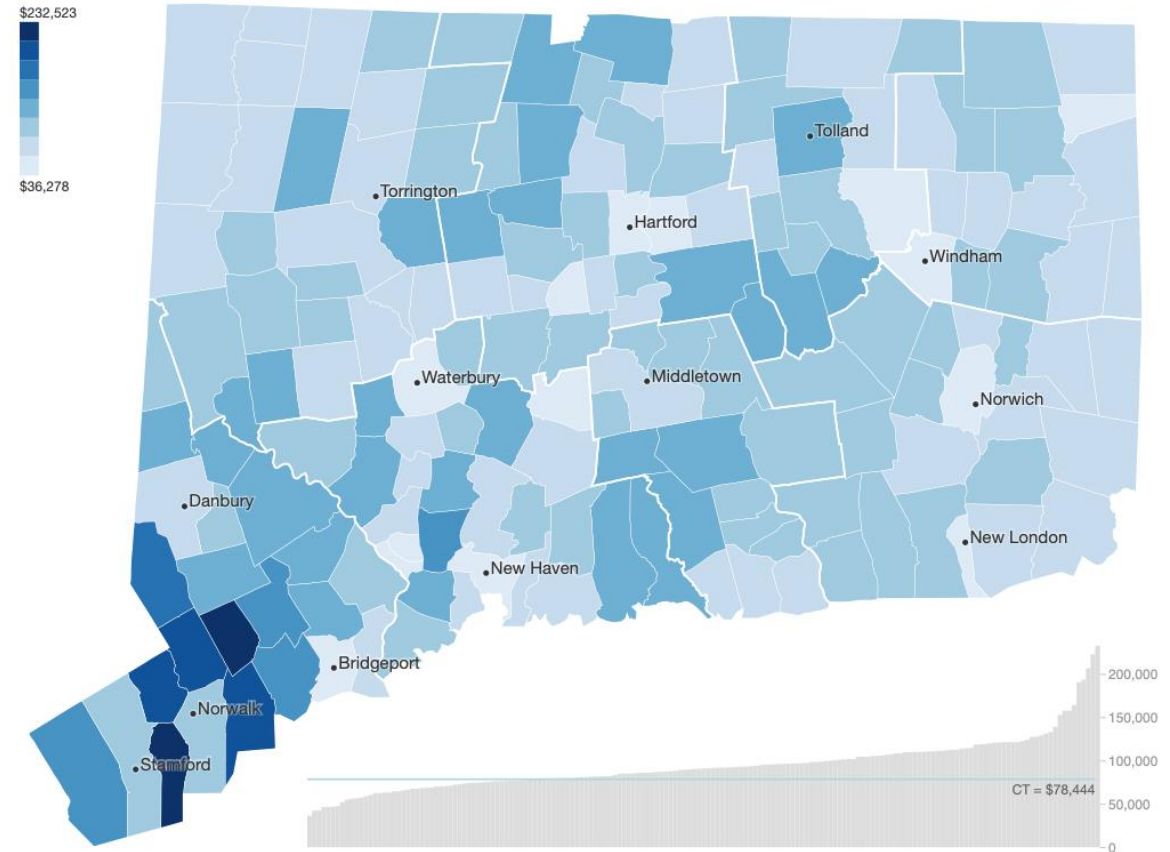 $232,523
$36,278
Tolland
Torrington
Hartford
Windham
Waterbury
Middletown
Norwich
Danbury
New London
New Haven
Bridgeport
Norwalk
Stamford
200,000
150,000
100,000
CT = $78,444
50,000
0